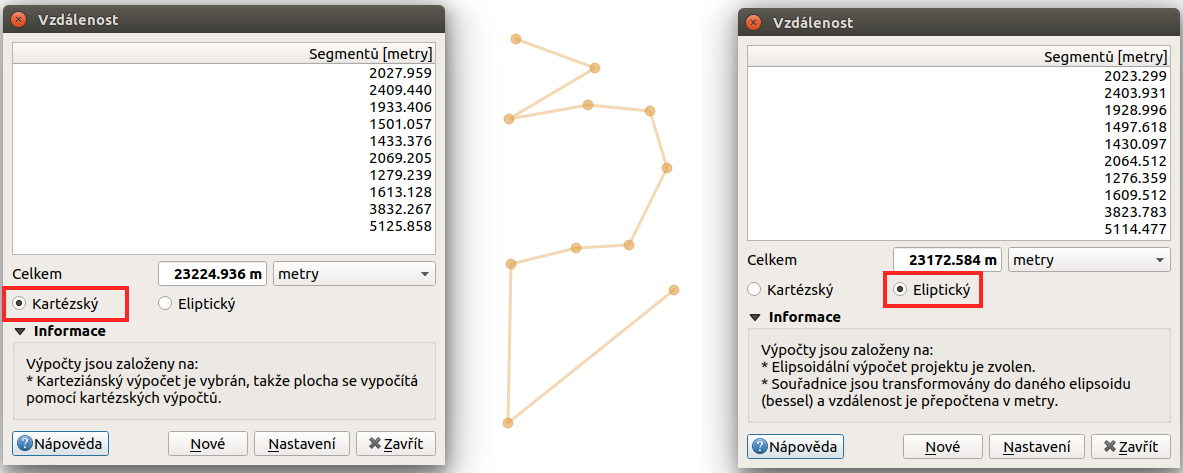 Vzdálenost
Segmentů [metry]
2027.959
2409.440
1933.406
1501.057
1433.376
2069.205
1279.239
1613.128
3832.267
5125.858
Celkem 23224.936 m metry
Kartézský Eliptický
Informace
Výpočty jsou založeny na:
* Karteziánský výpočet je vybrán, takže plocha se vypočítá
pomocí kartézských výpočtů.
Nápověda Nové Nastavení Zavřít
Vzdálenost
Segmentů [metry]
2023.299
2403.931
1928.996
1497.618
1430.097
2064.512
1276.359
1609.512
3823.783
5114.477
Celkem 23172.584 m metry
Kartézský Eliptický
Informace
Výpočty jsou založeny na:
* Elipsoidální výpočet projektu je zvolen.
* Souřadnice jsou transformovány do daného elipsoidu
(bessel) a vzdálenost je přepočtena v metry.
Nápověda Nové Nastavení Zavřít